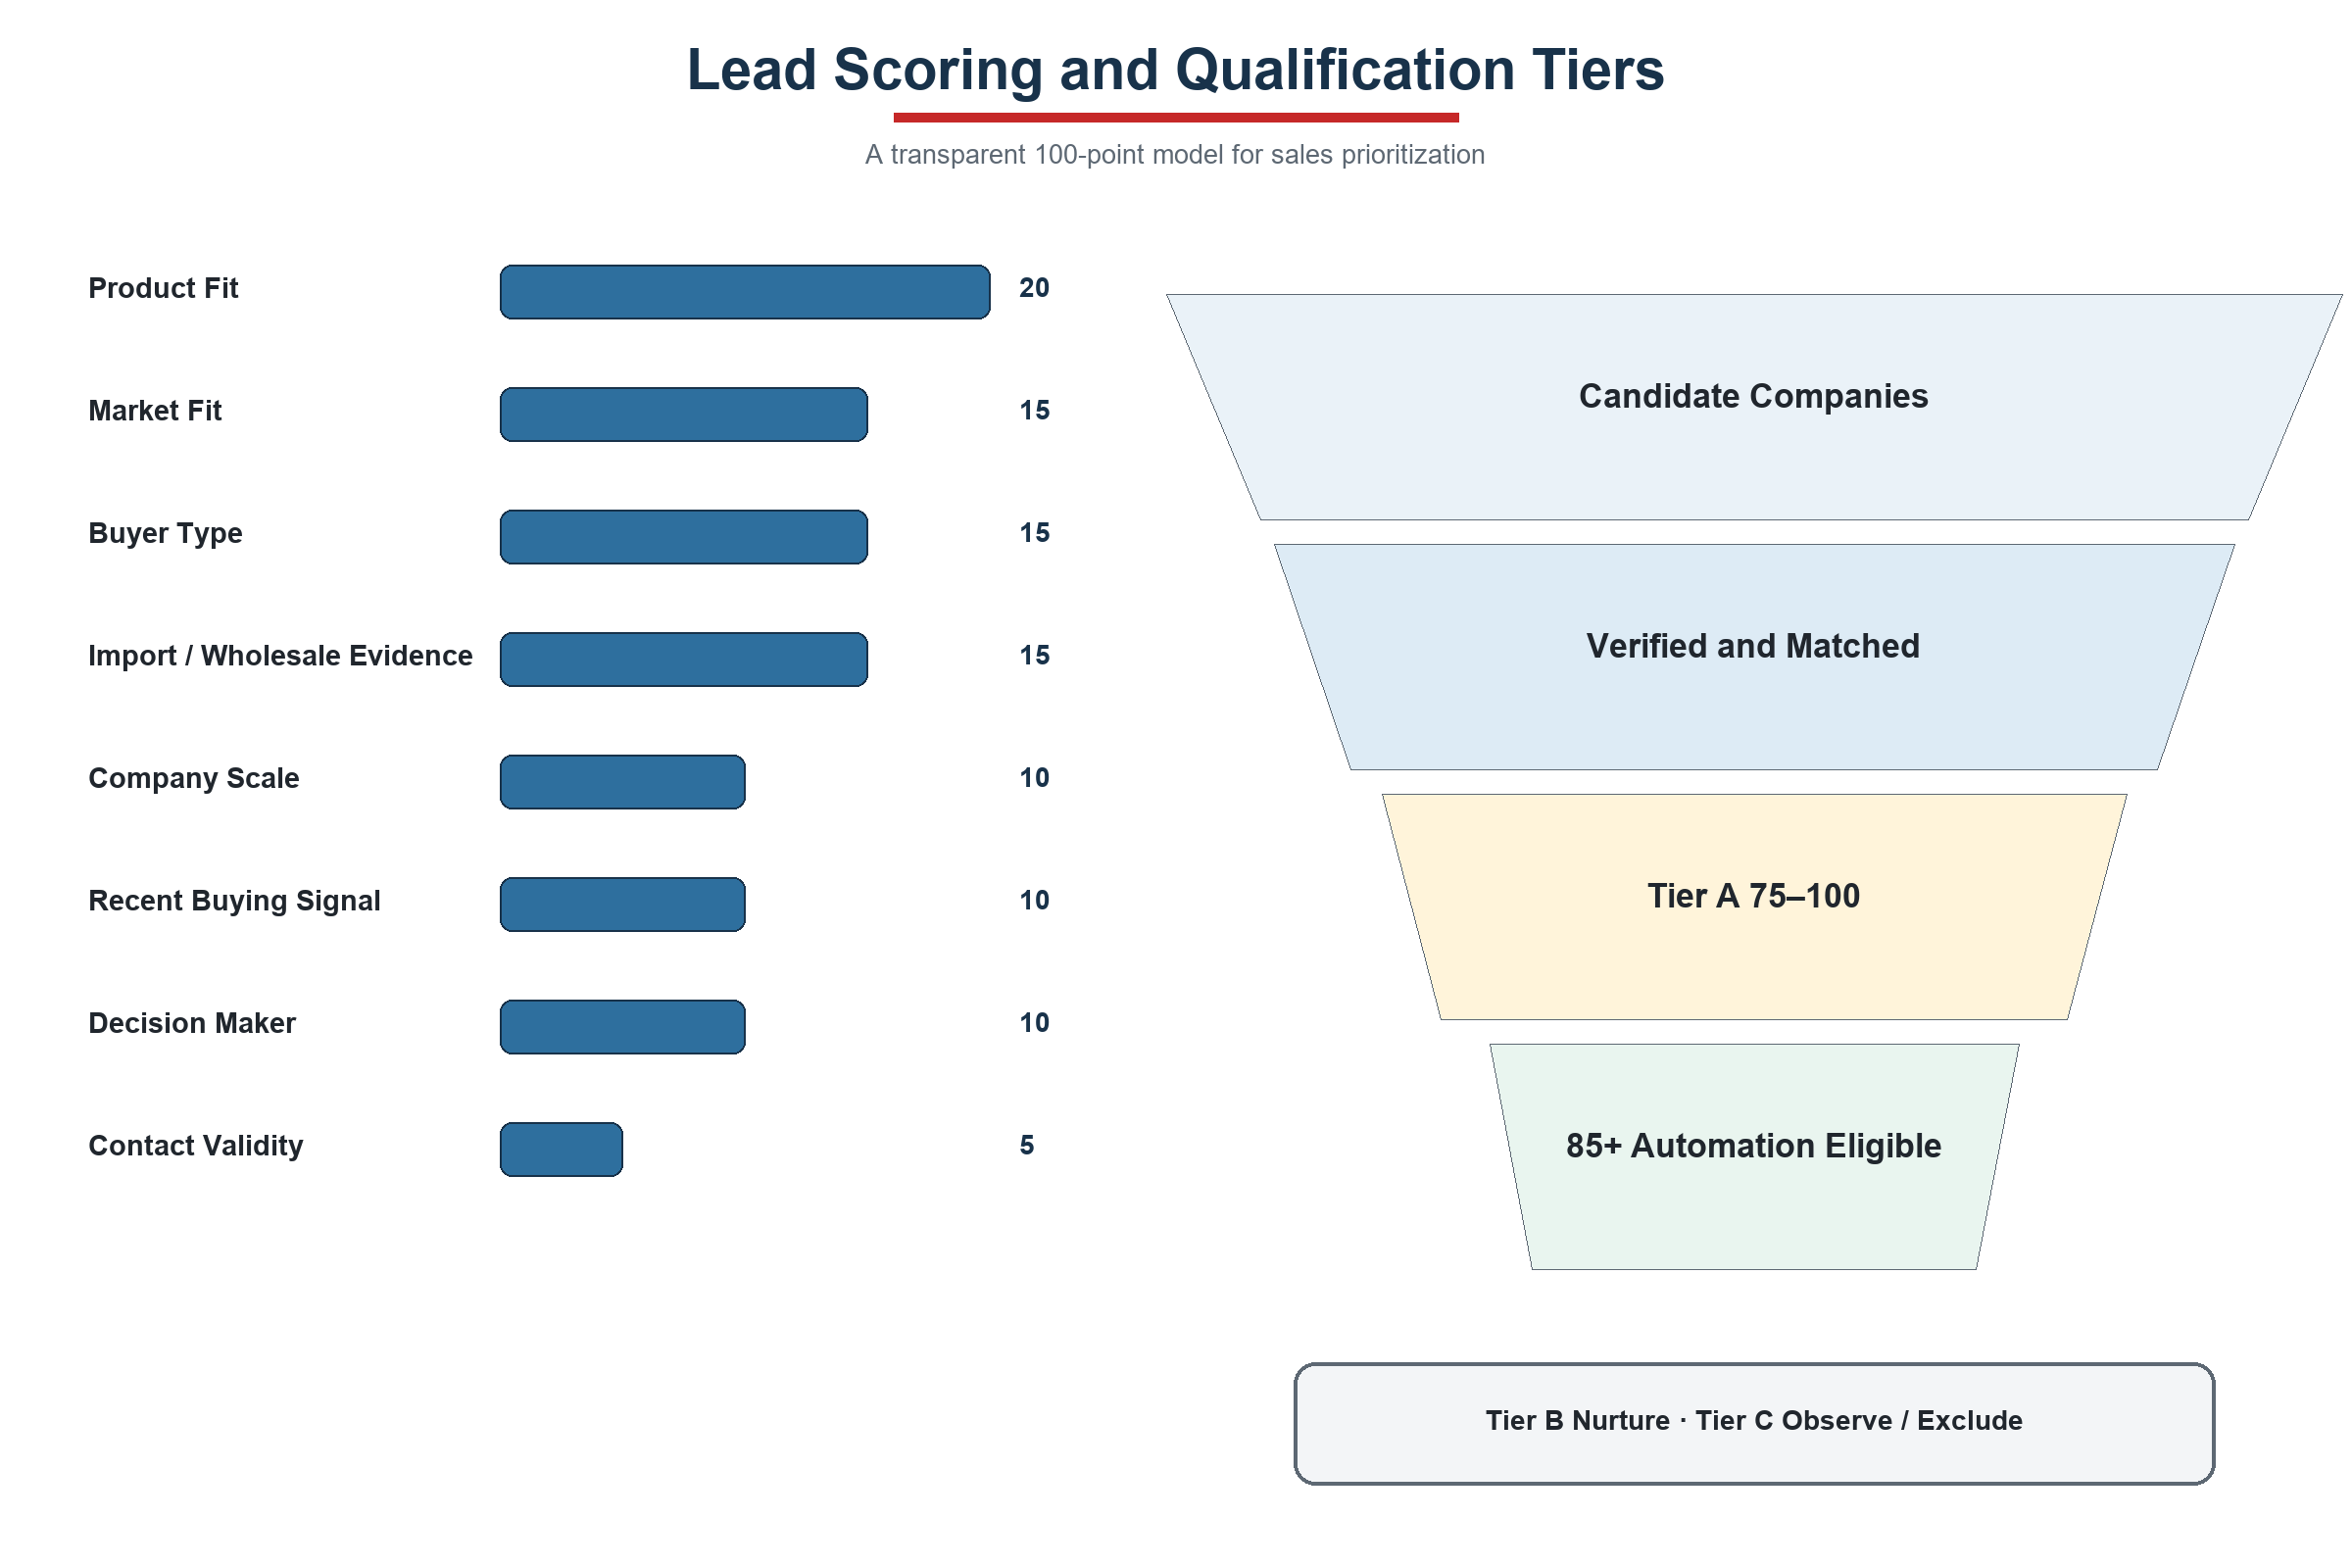 Lead Scoring and Qualification Tiers
A transparent 100-point model for sales prioritization
Product Fit 20
Market Fit 15
Buyer Type 15
Import / Wholesale Evidence 15
Company Scale 10
Recent Buying Signal 10
Decision Maker 10
Contact Validity 5
Candidate Companies
Verified and Matched
Tier A 75–100
85+ Automation Eligible
Tier B Nurture · Tier C Observe / Exclude